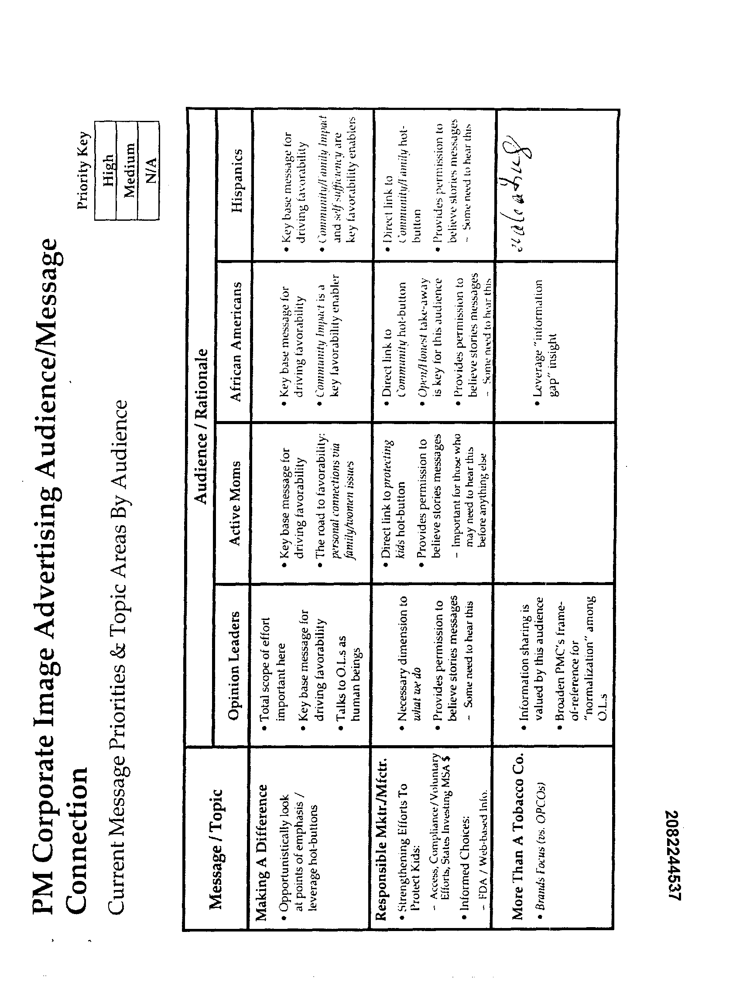 PM Corporate Image Advertising Audience/Message
Connection
Current Message Priorities & Topic Areas By Audience
Priority Key
High
Medium
N/A
Message / Topic
Audience / Rationale
Opinion Leaders
Active Moms
African Americans
Hispanics
Making A Difference
• Opportunistically look
at points of emphasis /
leverage hot-buttons
• Total scope of effort
important here
• Key base message for
driving favorability
• Talks to O.L.s as
human beings
• Key base message for
driving favorability
• The road to favorability:
personal connections via
family/women issues
• Key base message for
driving favorability
• Community Impact is a
key favorability enabler
• Key base message for
driving favorability
• Community/Family Impact
and self sufficiency are
key favorability enablers
Responsible Mktr./Mfctr.
• Strengthening Efforts To
Protect Kids:
– Access, Compliance/Voluntary
Efforts, States Investing MSA $
• Informed Choices:
– FDA / Web-based Info.
• Necessary dimension to
what we do
• Provides permission to
believe stories messages
– Some need to hear this
• Direct link to protecting
kids hot-button
• Provides permission to
believe stories messages
– Important for those who
may need to hear this
before anything else
• Direct link to
Community hot-button
• Open/Honest take-away
is key for this audience
• Provides permission to
believe stories messages
– Some need to hear this
• Direct link to
Community/Family hot-
button
• Provides permission to
believe stories messages
– Some need to hear this
More Than A Tobacco Co.
• Brands Focus (vs. OPCOs)
• Information sharing is
valued by this audience
• Broaden PMC's frame-
of-reference for
"normalization" among
O.L.s
• Leverage "information
gap" insight
2082244537